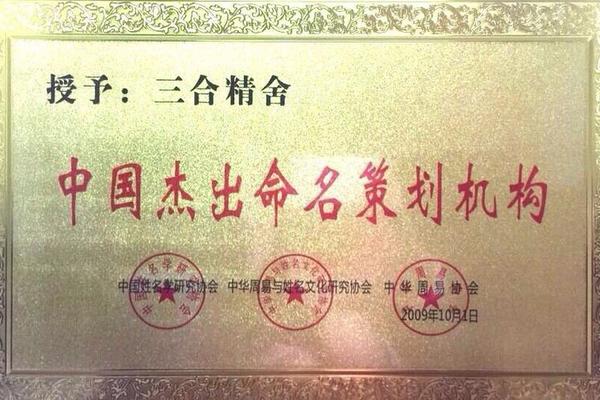 授予：三合精舍
中国杰出命名策划机构
中国姓名学研究协会 中华周易与姓名文化研究协会 中华周易协会
2009年10月1日